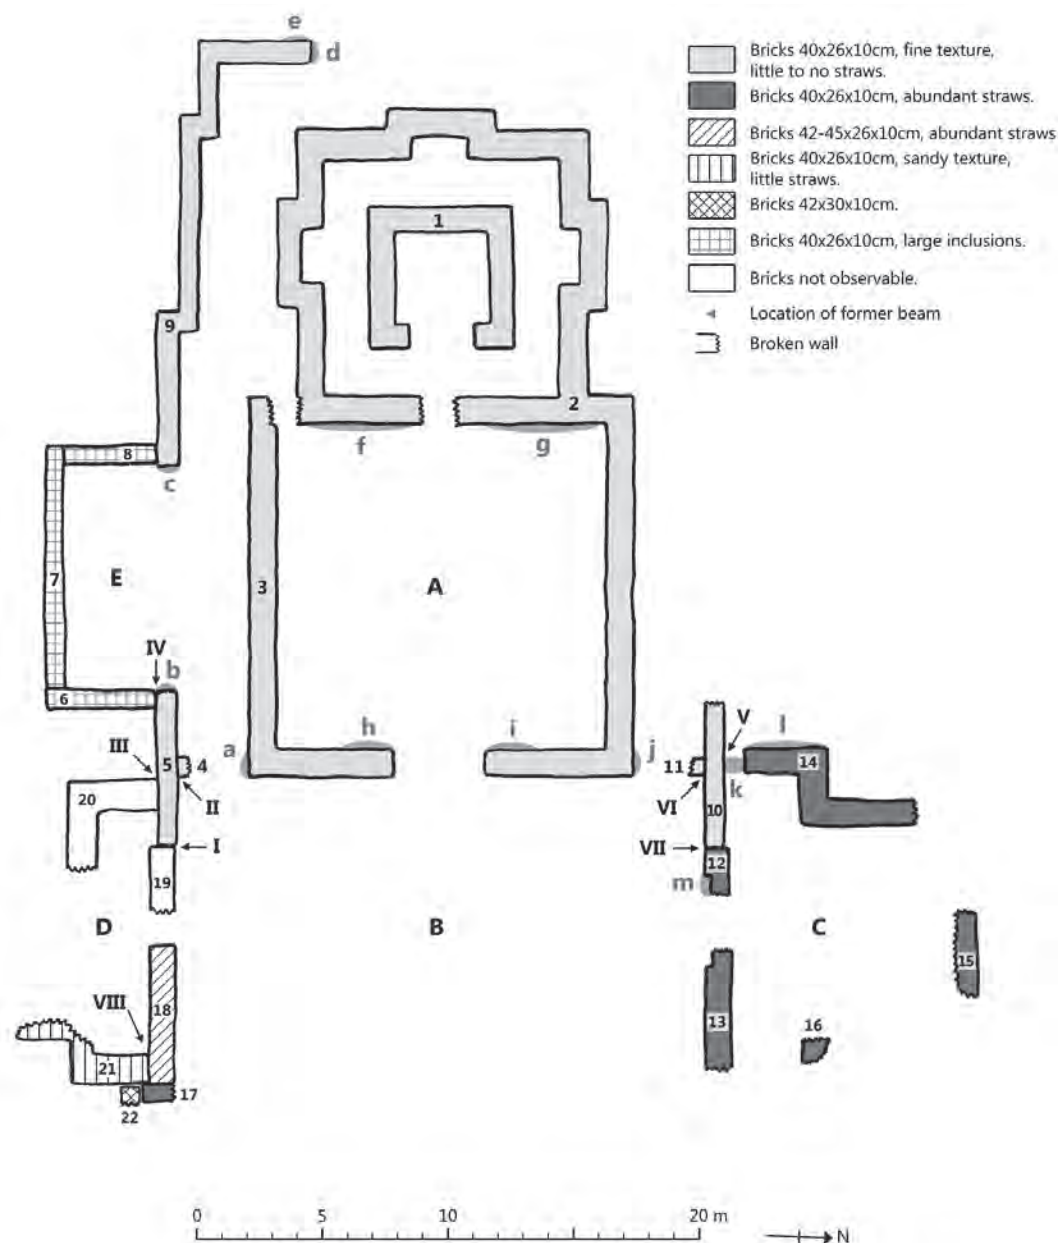 e
d
Bricks 40x26x10cm, fine texture,
little to no straws.
Bricks 40x26x10cm, abundant straws.
Bricks 42-45x26x10cm, abundant straws
Bricks 40x26x10cm, sandy texture,
little straws.
Bricks 42x30x10cm.
Bricks 40x26x10cm, large inclusions.
Bricks not observable.
Location of former beam
Broken wall
1
9
2
f
g
8
c
7
E
3
A
IV
b
6
h
i
V
l
III
a
5
4
j
11
k
14
20
II
VI
10
I
VII
12
19
m
D
B
C
15
VIII
18
13
16
21
17
22
0 5 10 20 m
N